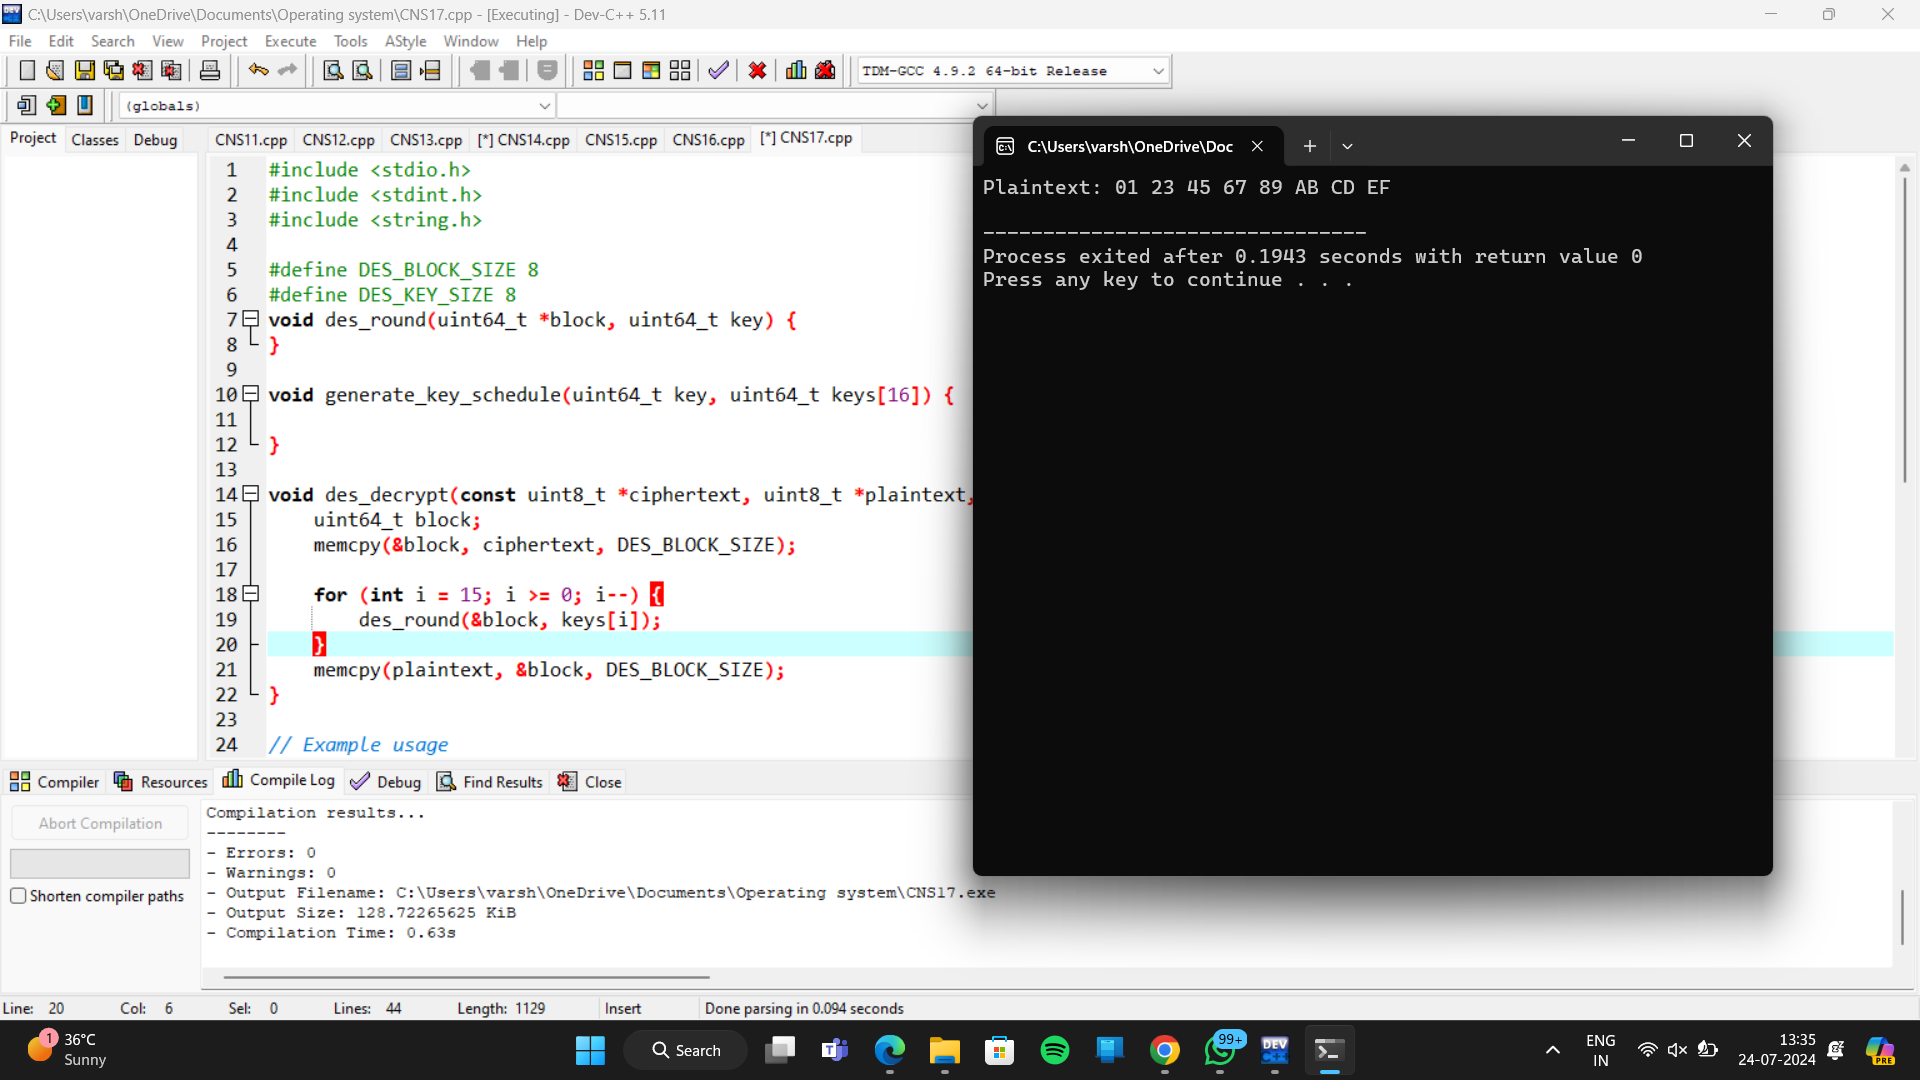 C:\Users\varsh\OneDrive\Documents\Operating system\CNS17.cpp - [Executing] - Dev-C++ 5.11
File Edit Search View Project Execute Tools AStyle Window Help
TDM-GCC 4.9.2 64-bit Release
(globals)
Project Classes Debug
CNS11.cpp CNS12.cpp CNS13.cpp [*] CNS14.cpp CNS15.cpp CNS16.cpp [*] CNS17.cpp
1 #include <stdio.h>
2 #include <stdint.h>
3 #include <string.h>
4
5 #define DES_BLOCK_SIZE 8
6 #define DES_KEY_SIZE 8
7 void des_round(uint64_t *block, uint64_t key) {
8 }
9
10 void generate_key_schedule(uint64_t key, uint64_t keys[16]) {
11
12 }
13
14 void des_decrypt(const uint8_t *ciphertext, uint8_t *plaintext,
15 uint64_t block;
16 memcpy(&block, ciphertext, DES_BLOCK_SIZE);
17
18 for (int i = 15; i >= 0; i--) {
19 des_round(&block, keys[i]);
20 }
21 memcpy(plaintext, &block, DES_BLOCK_SIZE);
22 }
23
24 // Example usage
C:\Users\varsh\OneDrive\Doc
Plaintext: 01 23 45 67 89 AB CD EF
--------------------------------
Process exited after 0.1943 seconds with return value 0
Press any key to continue . . .
Compiler Resources Compile Log Debug Find Results Close
Abort Compilation
Shorten compiler paths
Compilation results...
--------
- Errors: 0
- Warnings: 0
- Output Filename: C:\Users\varsh\OneDrive\Documents\Operating system\CNS17.exe
- Output Size: 128.72265625 KiB
- Compilation Time: 0.63s
Line: 20 Col: 6 Sel: 0 Lines: 44 Length: 1129 Insert Done parsing in 0.094 seconds
1
36°C
Sunny
Search
99+
DEV
ENG
IN
13:35
24-07-2024
PRE